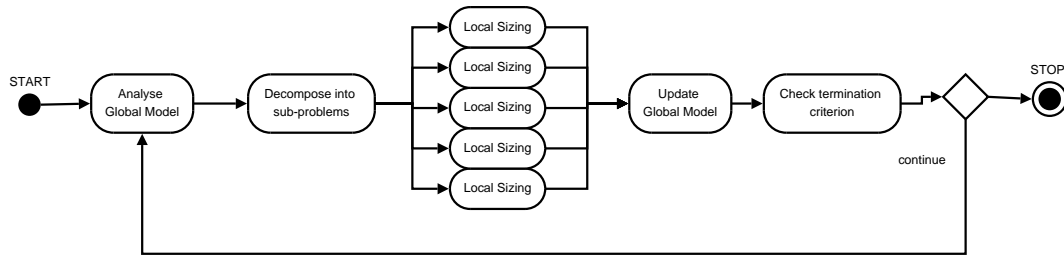 START
Analyse
Global Model
Decompose into
sub-problems
Local Sizing
Local Sizing
Local Sizing
Local Sizing
Local Sizing
Update
Global Model
Check termination
criterion
continue
STOP